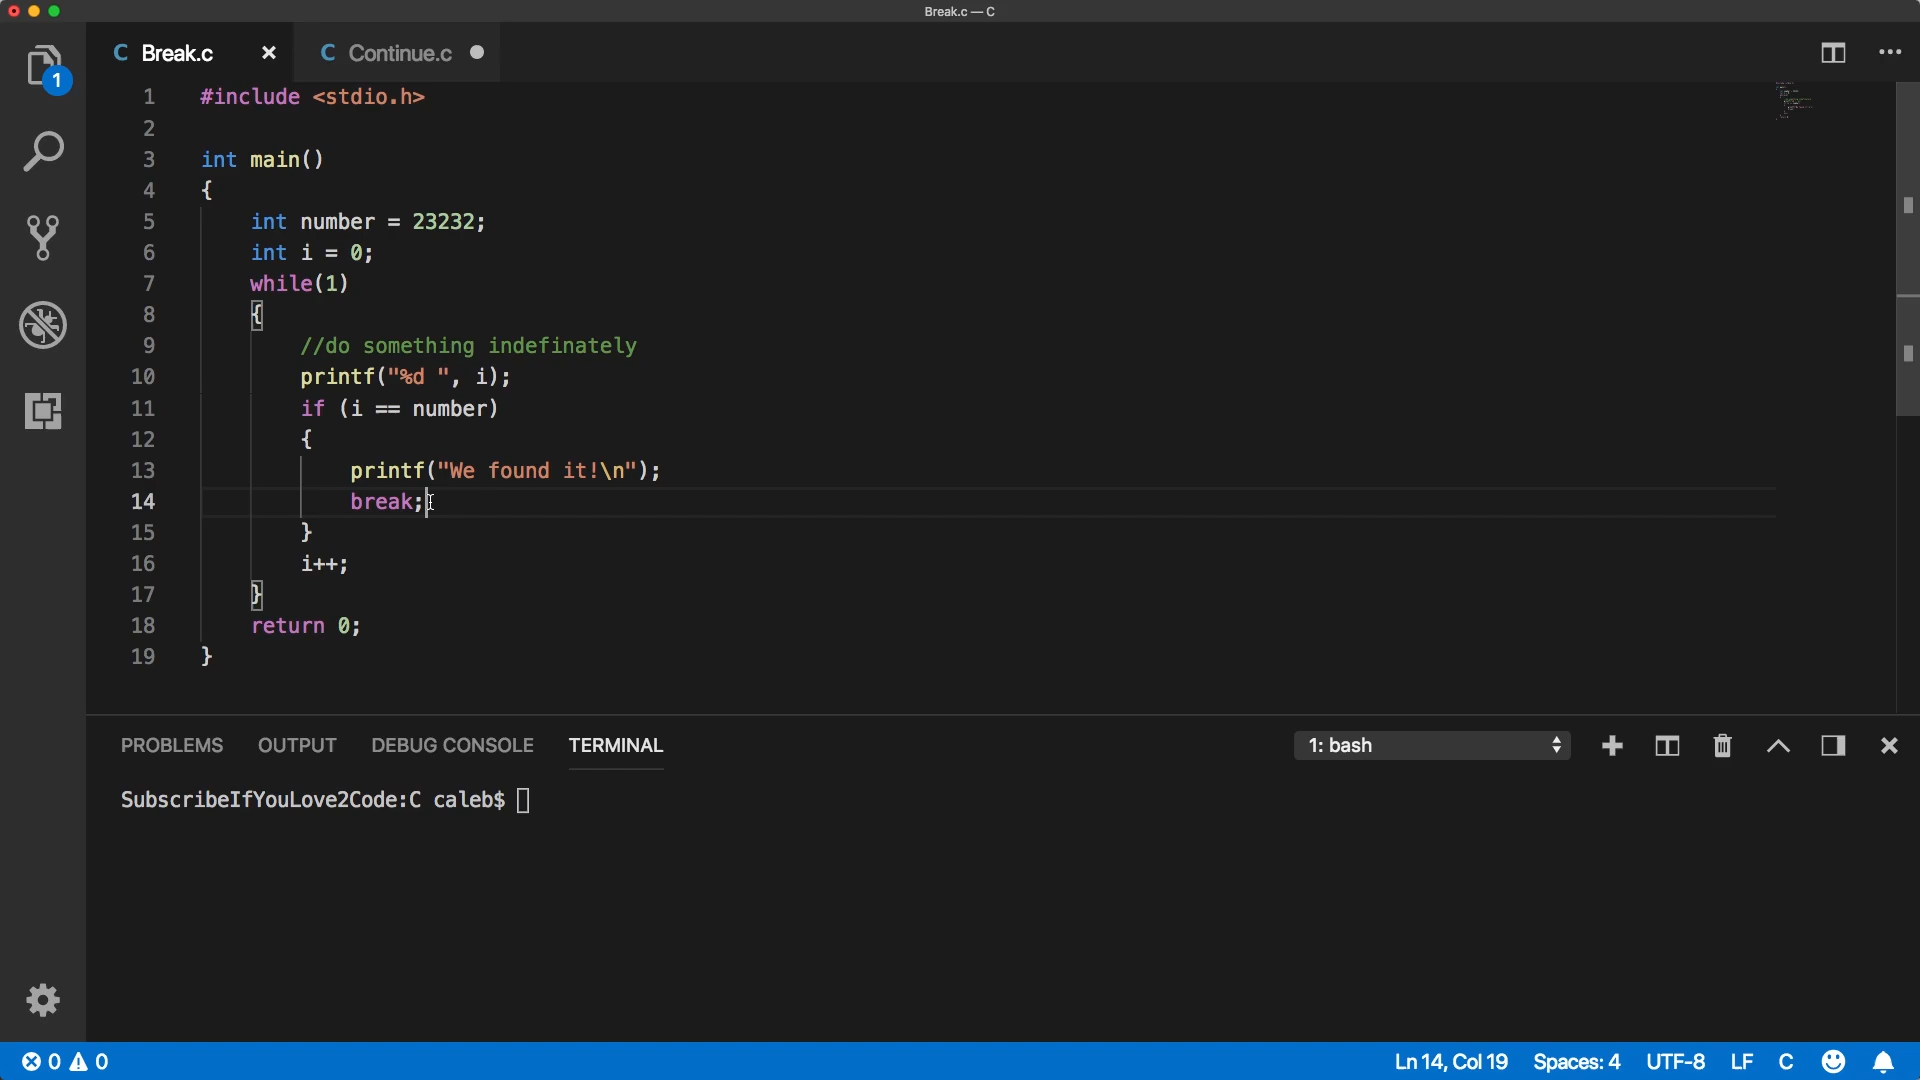 Break.c — C
1
C Break.c × C Continue.c
1 #include <stdio.h>
2
3 int main()
4 {
5     int number = 23232;
6     int i = 0;
7     while(1)
8     {
9         //do something indefinately
10         printf("%d ", i);
11         if (i == number)
12         {
13             printf("We found it!\n");
14             break;
15         }
16         i++;
17     }
18     return 0;
19 }
PROBLEMS OUTPUT DEBUG CONSOLE TERMINAL 1: bash
SubscribeIfYouLove2Code:C caleb$
0 0 Ln 14, Col 19 Spaces: 4 UTF-8 LF C